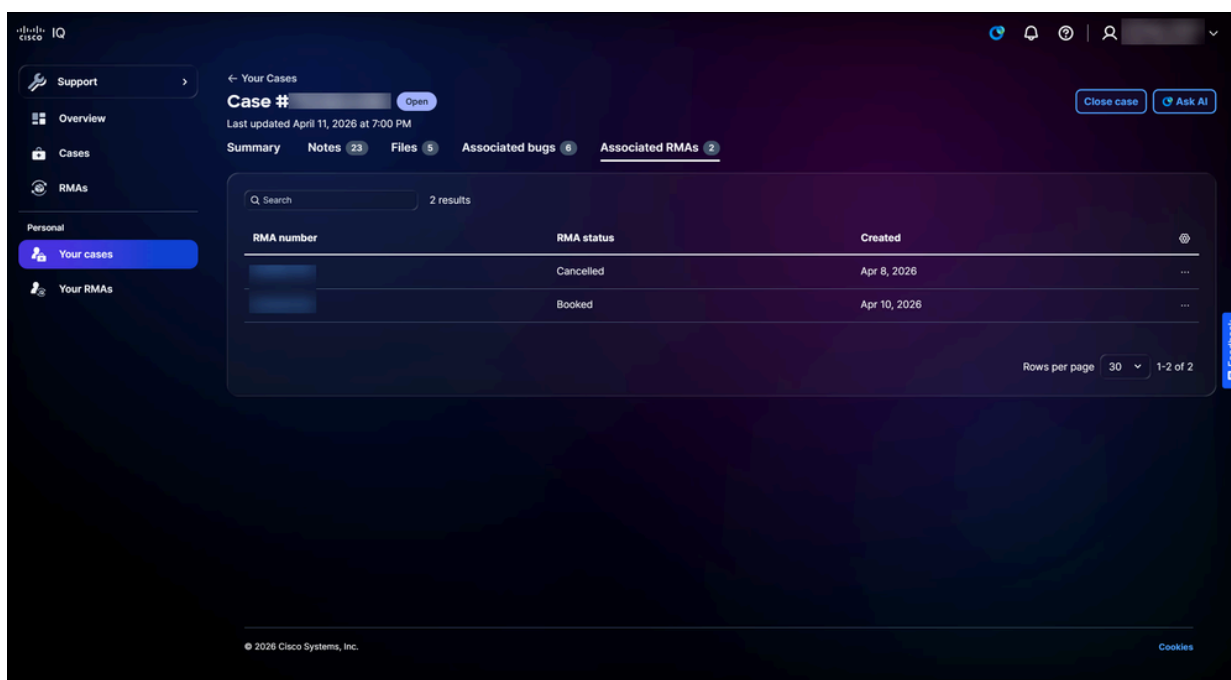 cisco IQ
Support
Overview
Cases
RMAs
Personal
Your cases
Your RMAs
← Your Cases
Case # Open
Last updated April 11, 2026 at 7:00 PM
Close case Ask AI
Summary Notes 23 Files 5 Associated bugs 6 Associated RMAs 2
Search 2 results
RMA number RMA status Created
Cancelled Apr 8, 2026 ...
Booked Apr 10, 2026 ...
Rows per page 30 1-2 of 2
© 2026 Cisco Systems, Inc. Cookies